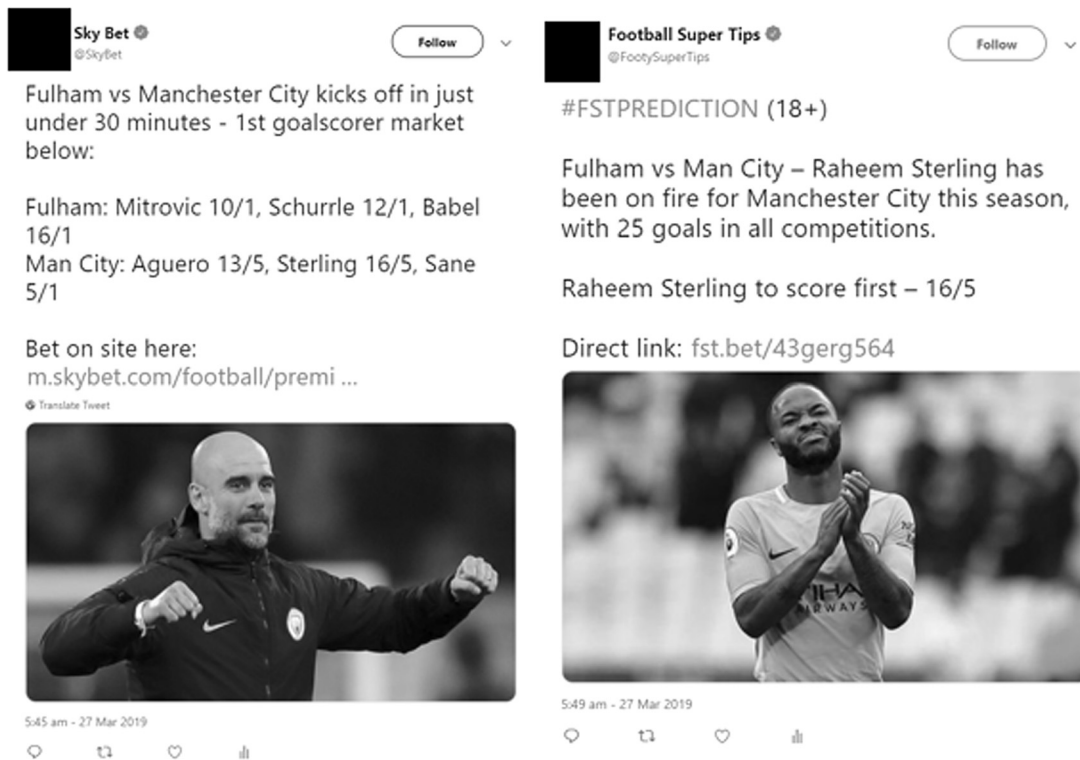 Sky Bet
@SkyBet
Follow
Fulham vs Manchester City kicks off in just
under 30 minutes - 1st goalscorer market
below:
Fulham: Mitrovic 10/1, Schurrle 12/1, Babel
16/1
Man City: Aguero 13/5, Sterling 16/5, Sane
5/1
Bet on site here:
m.skybet.com/football/premi ...
Translate Tweet
5:45 am - 27 Mar 2019
Football Super Tips
@FootySuperTips
Follow
#FSTPREDICTION (18+)
Fulham vs Man City – Raheem Sterling has
been on fire for Manchester City this season,
with 25 goals in all competitions.
Raheem Sterling to score first – 16/5
Direct link: fst.bet/43gerg564
AIRWAYS
5:49 am - 27 Mar 2019